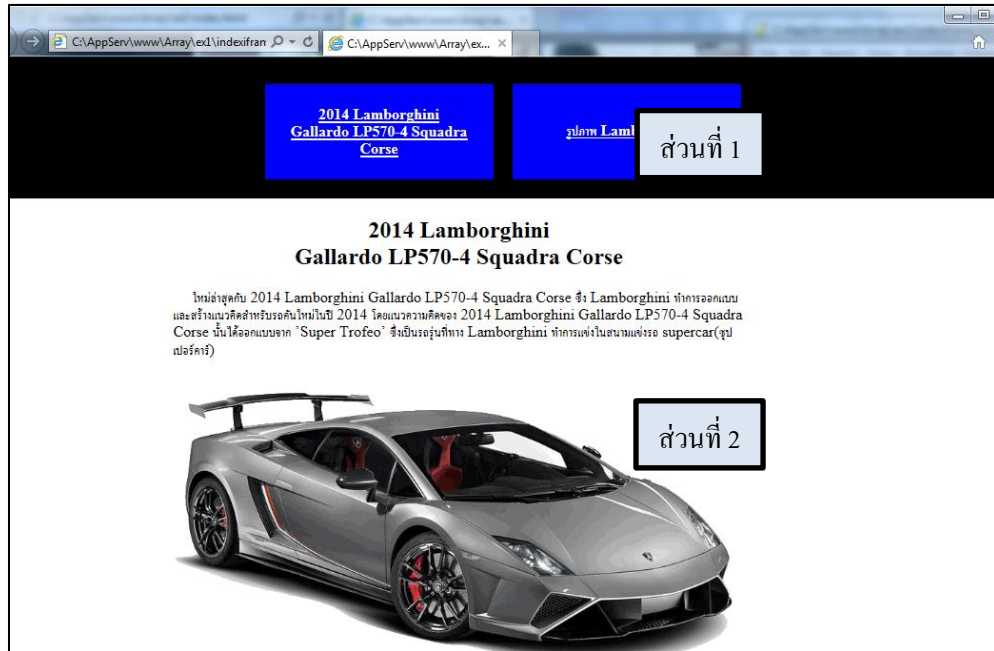 C:\AppServ\www\Array\ex1\indexifran
C:\AppServ\www\Array\ex...
2014 Lamborghini
Gallardo LP570-4 Squadra
Corse
รูปภาพ Lamb
ส่วนที่ 1
2014 Lamborghini
Gallardo LP570-4 Squadra Corse
ใหม่ล่าสุดกับ 2014 Lamborghini Gallardo LP570-4 Squadra Corse ซึ่ง Lamborghini ทำการออกแบบ
และสร้างแนวคิดสำหรับรถคันใหม่ในปี 2014 โดยแนวความคิดของ 2014 Lamborghini Gallardo LP570-4 Squadra
Corse นั้นได้ออกแบบจาก 'Super Trofeo' ซึ่งเป็นรถรุ่นที่ทาง Lamborghini ทำการแข่งในสนามแข่งรถ supercar(ซุป
เปอร์คาร์)
ส่วนที่ 2